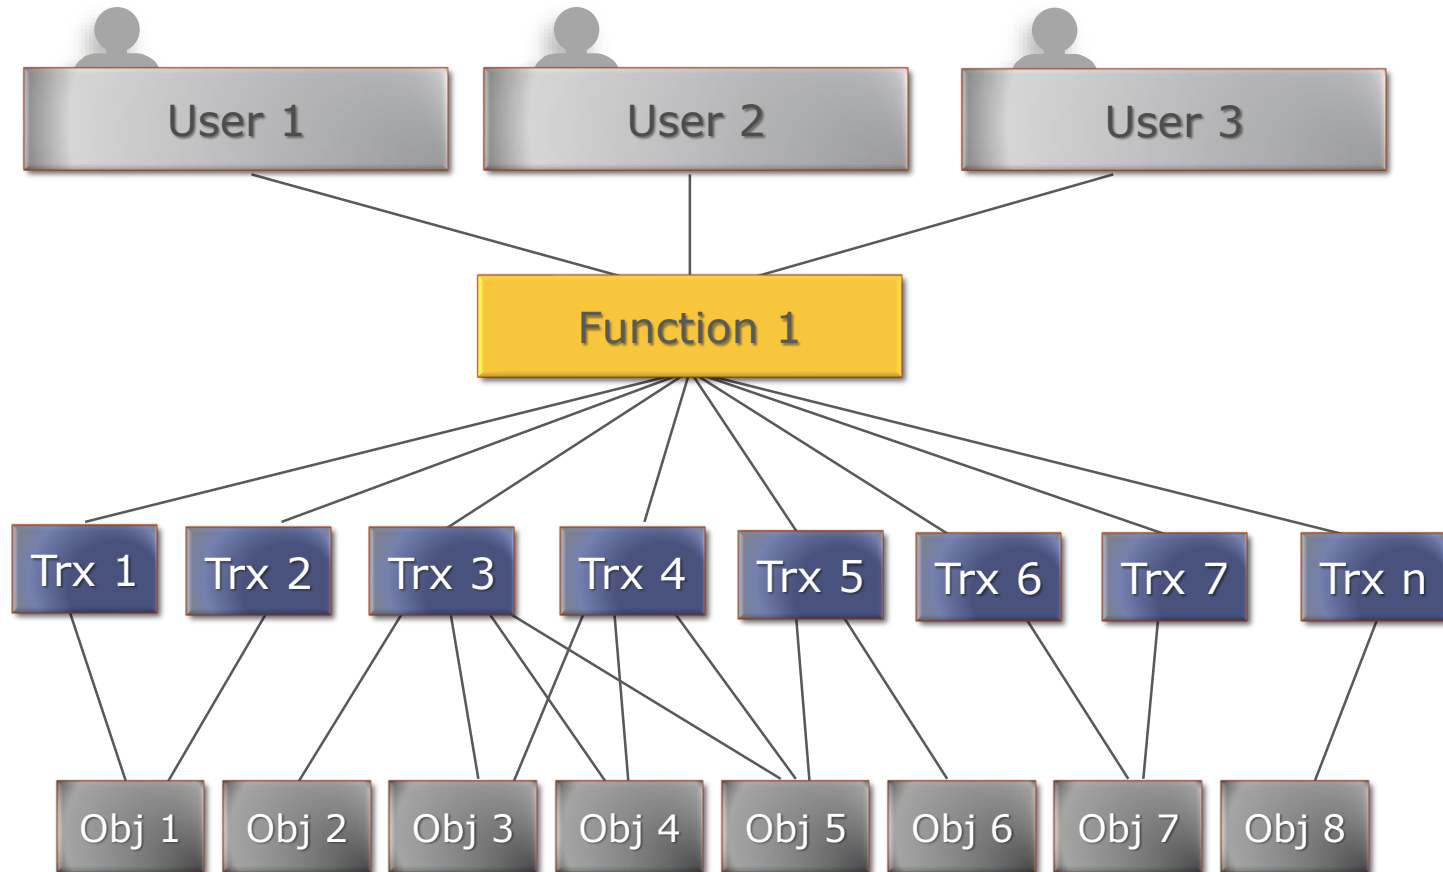 User 1
User 2
User 3
Function 1
Trx 1
Trx 2
Trx 3
Trx 4
Trx 5
Trx 6
Trx 7
Trx n
Obj 1
Obj 2
Obj 3
Obj 4
Obj 5
Obj 6
Obj 7
Obj 8